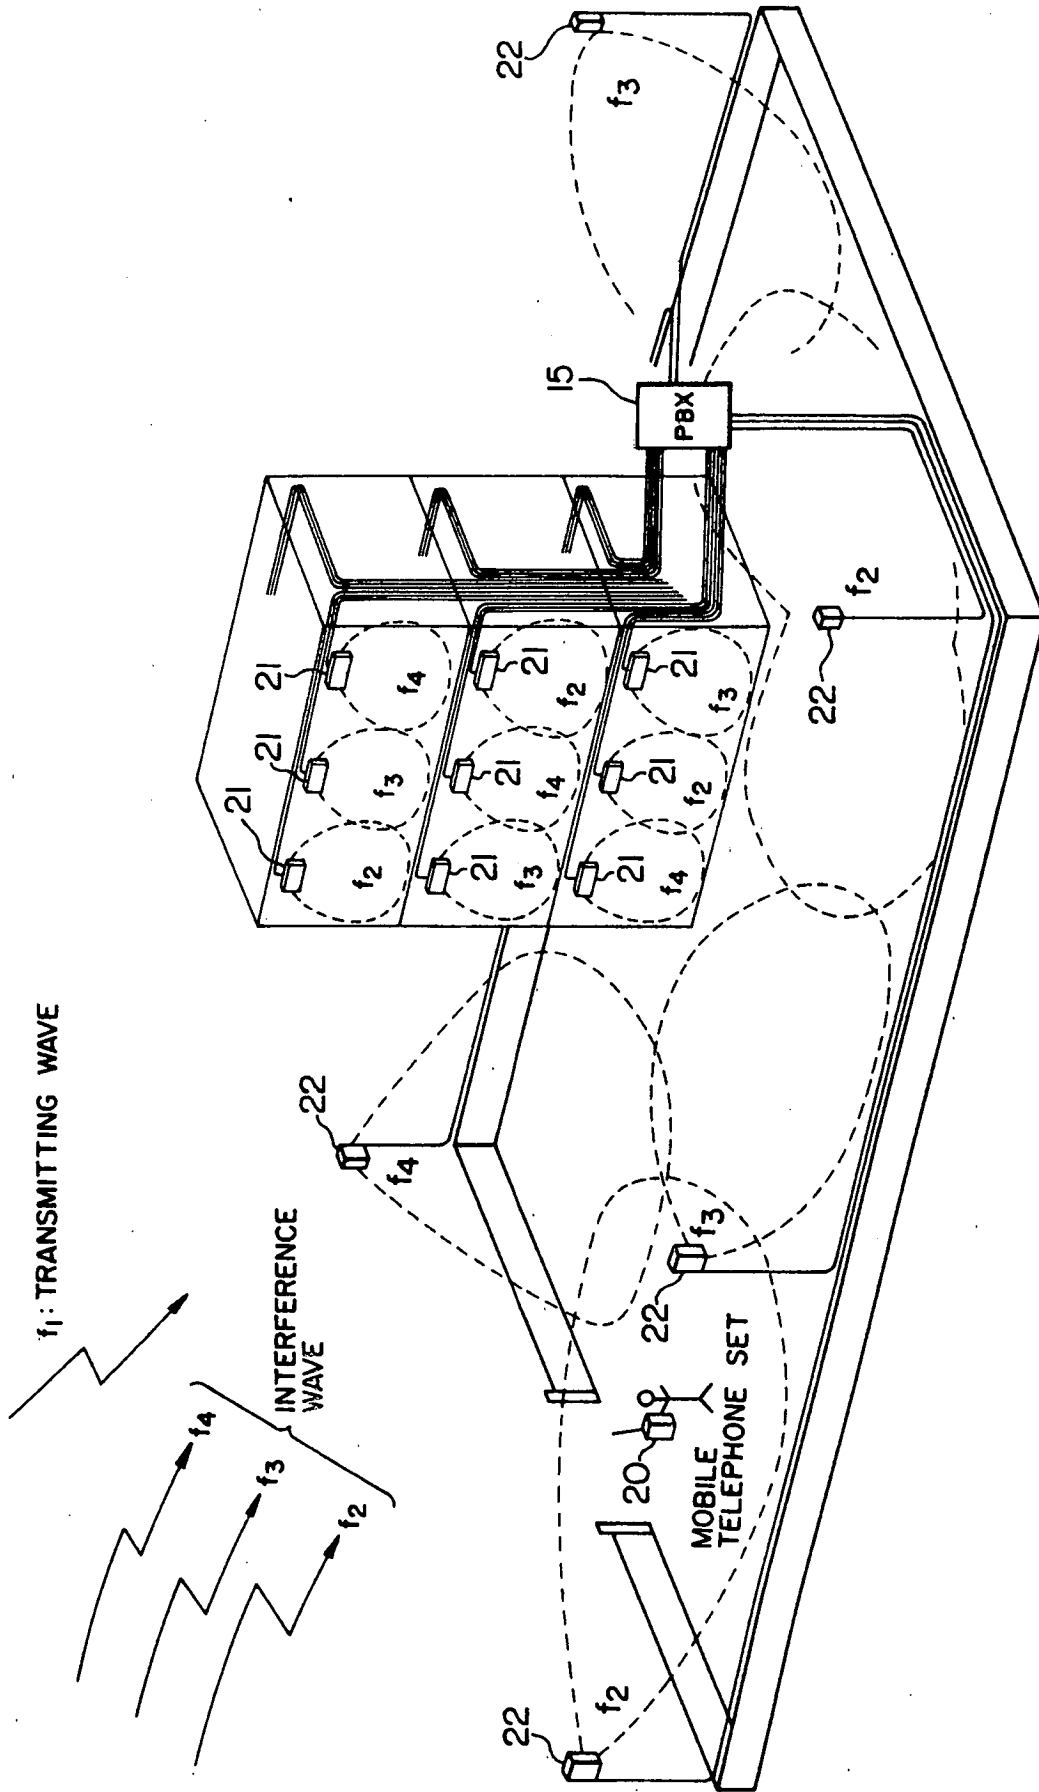 f1: TRANSMITTING WAVE
f4
f3
f2
INTERFERENCE
WAVE
21
21
21
f2
f3
f4
21
21
21
f3
f4
f2
21
21
21
f4
f2
f3
15
PBX
22
f3
22
f4
22
f2
22
f3
20
MOBILE
TELEPHONE SET
22
f2